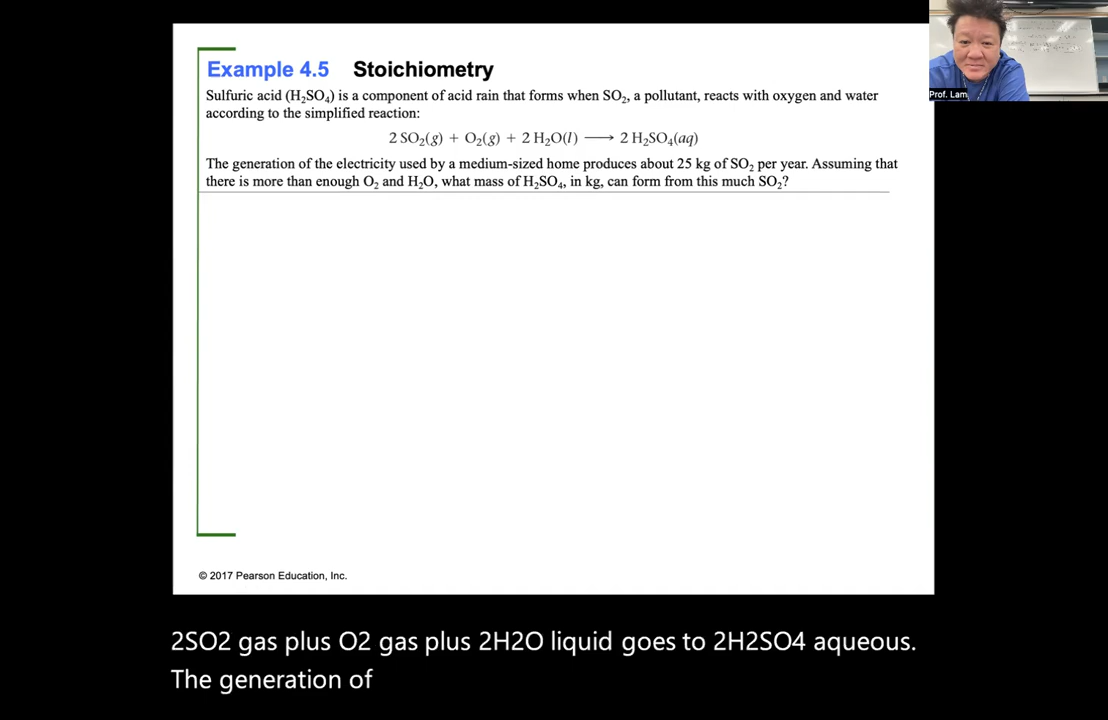 Prof. Lam
Example 4.5 Stoichiometry
Sulfuric acid (H₂SO₄) is a component of acid rain that forms when SO₂, a pollutant, reacts with oxygen and water
according to the simplified reaction:
2 SO₂(g) + O₂(g) + 2 H₂O(l) ⟶ 2 H₂SO₄(aq)
The generation of the electricity used by a medium-sized home produces about 25 kg of SO₂ per year. Assuming that
there is more than enough O₂ and H₂O, what mass of H₂SO₄, in kg, can form from this much SO₂?
© 2017 Pearson Education, Inc.
2SO2 gas plus O2 gas plus 2H2O liquid goes to 2H2SO4 aqueous.
The generation of